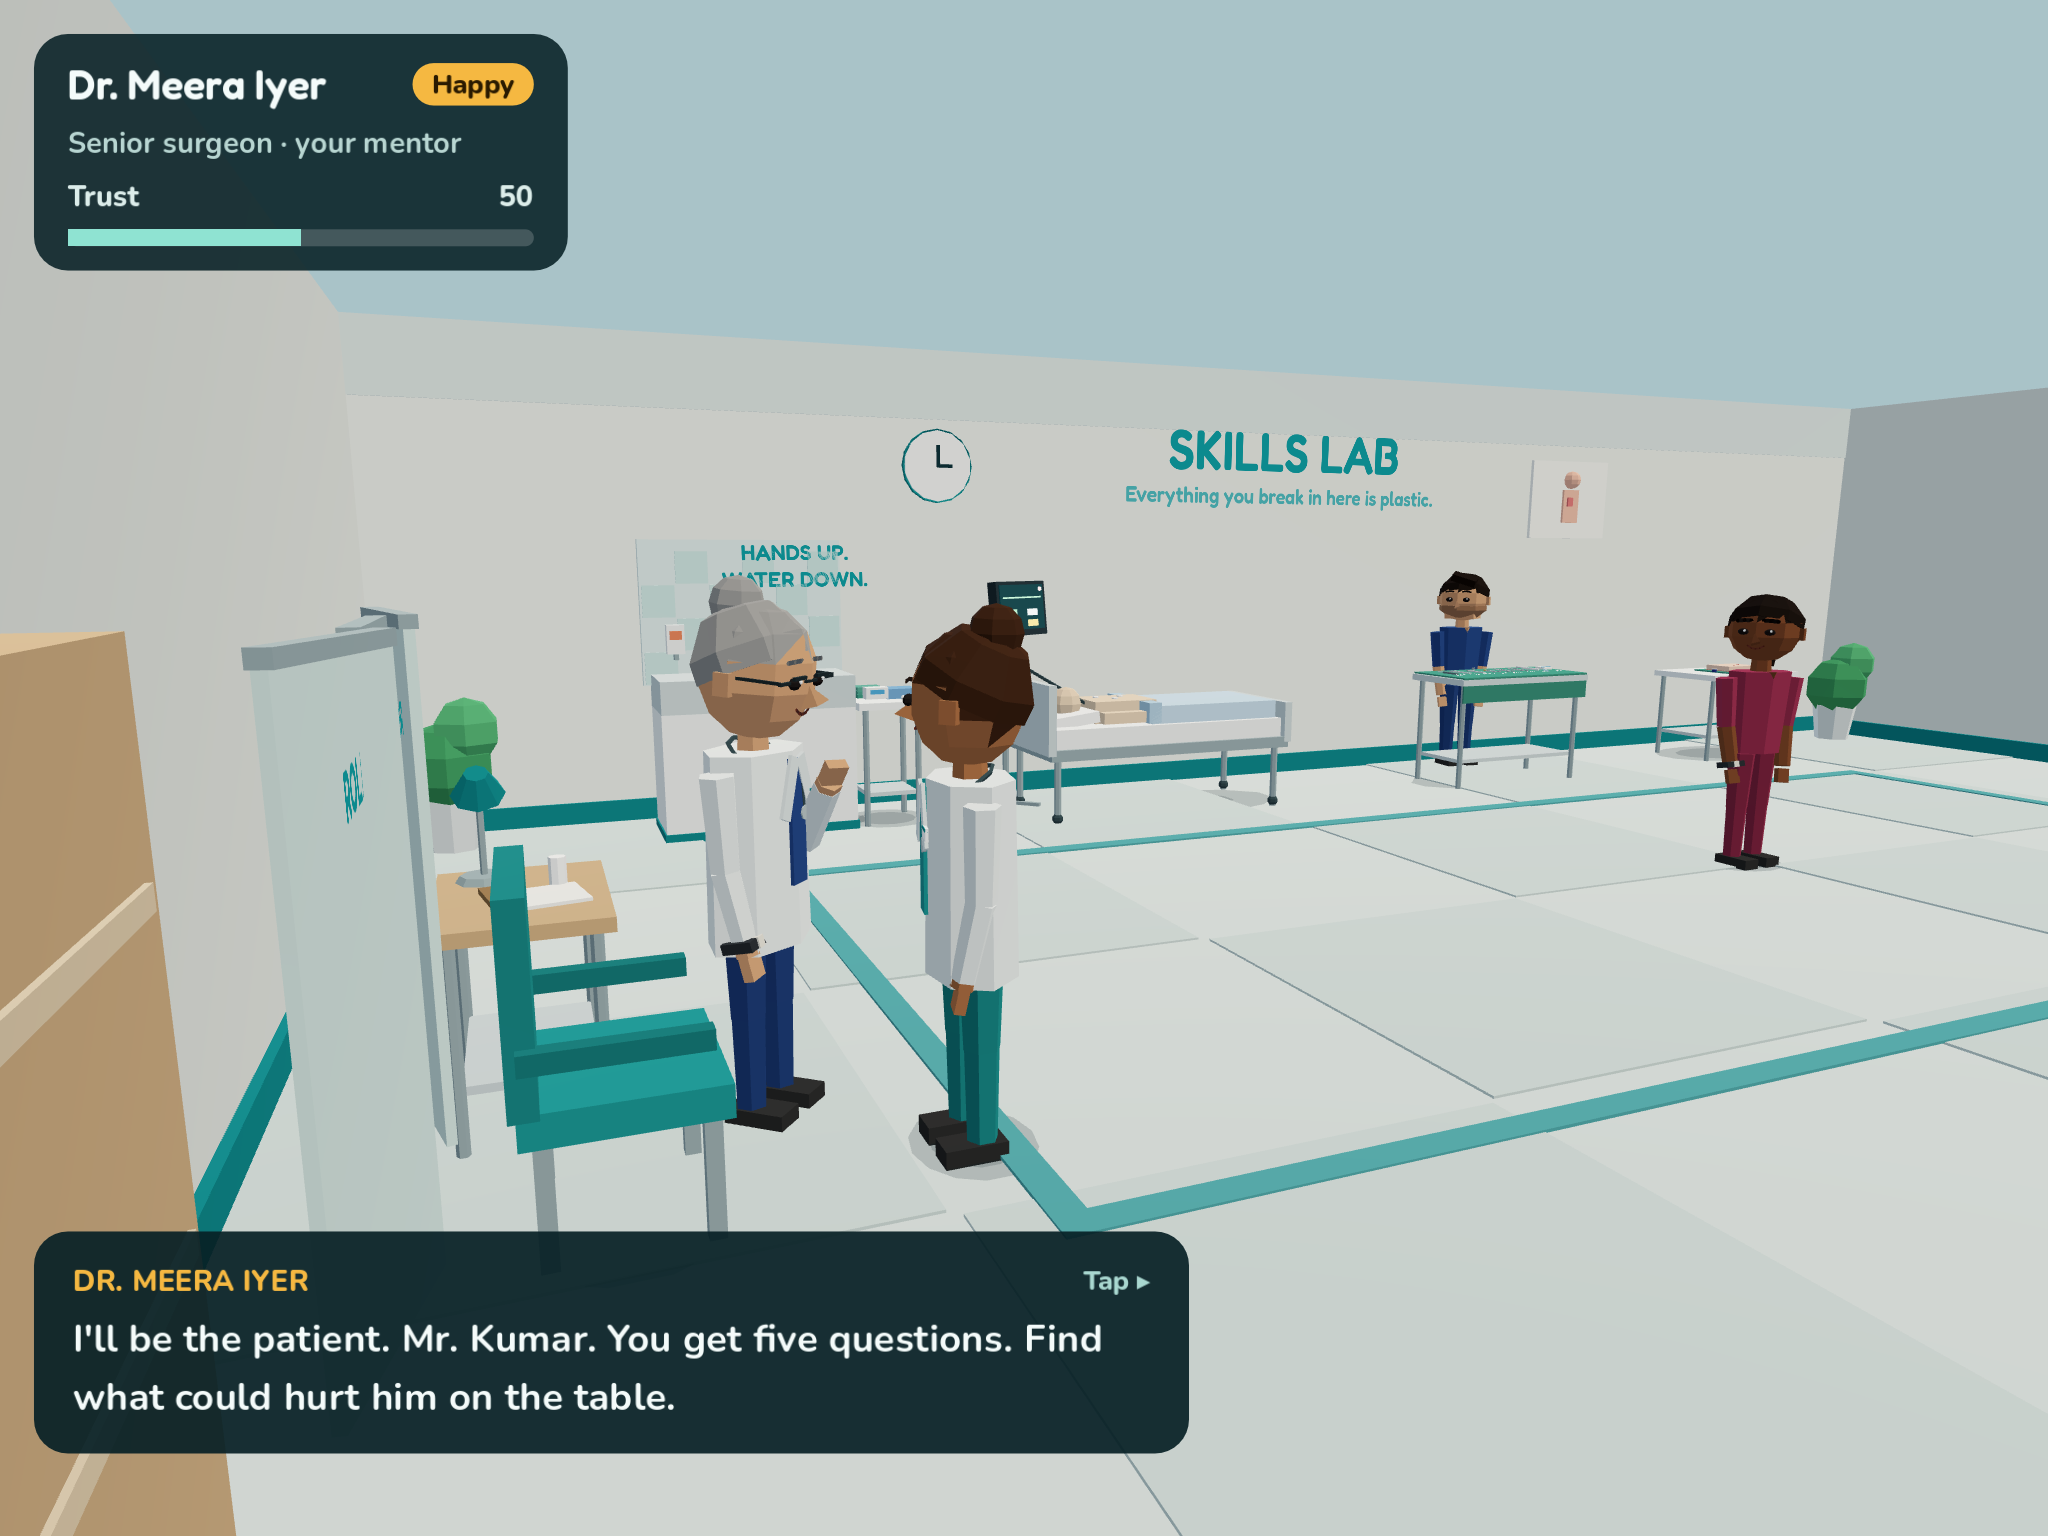 Dr. Meera Iyer
Happy
Senior surgeon · your mentor
Trust
50
SKILLS LAB
Everything you break in here is plastic.
HANDS UP.
WATER DOWN.
DR. MEERA IYER
Tap ▸
I'll be the patient. Mr. Kumar. You get five questions. Find
what could hurt him on the table.